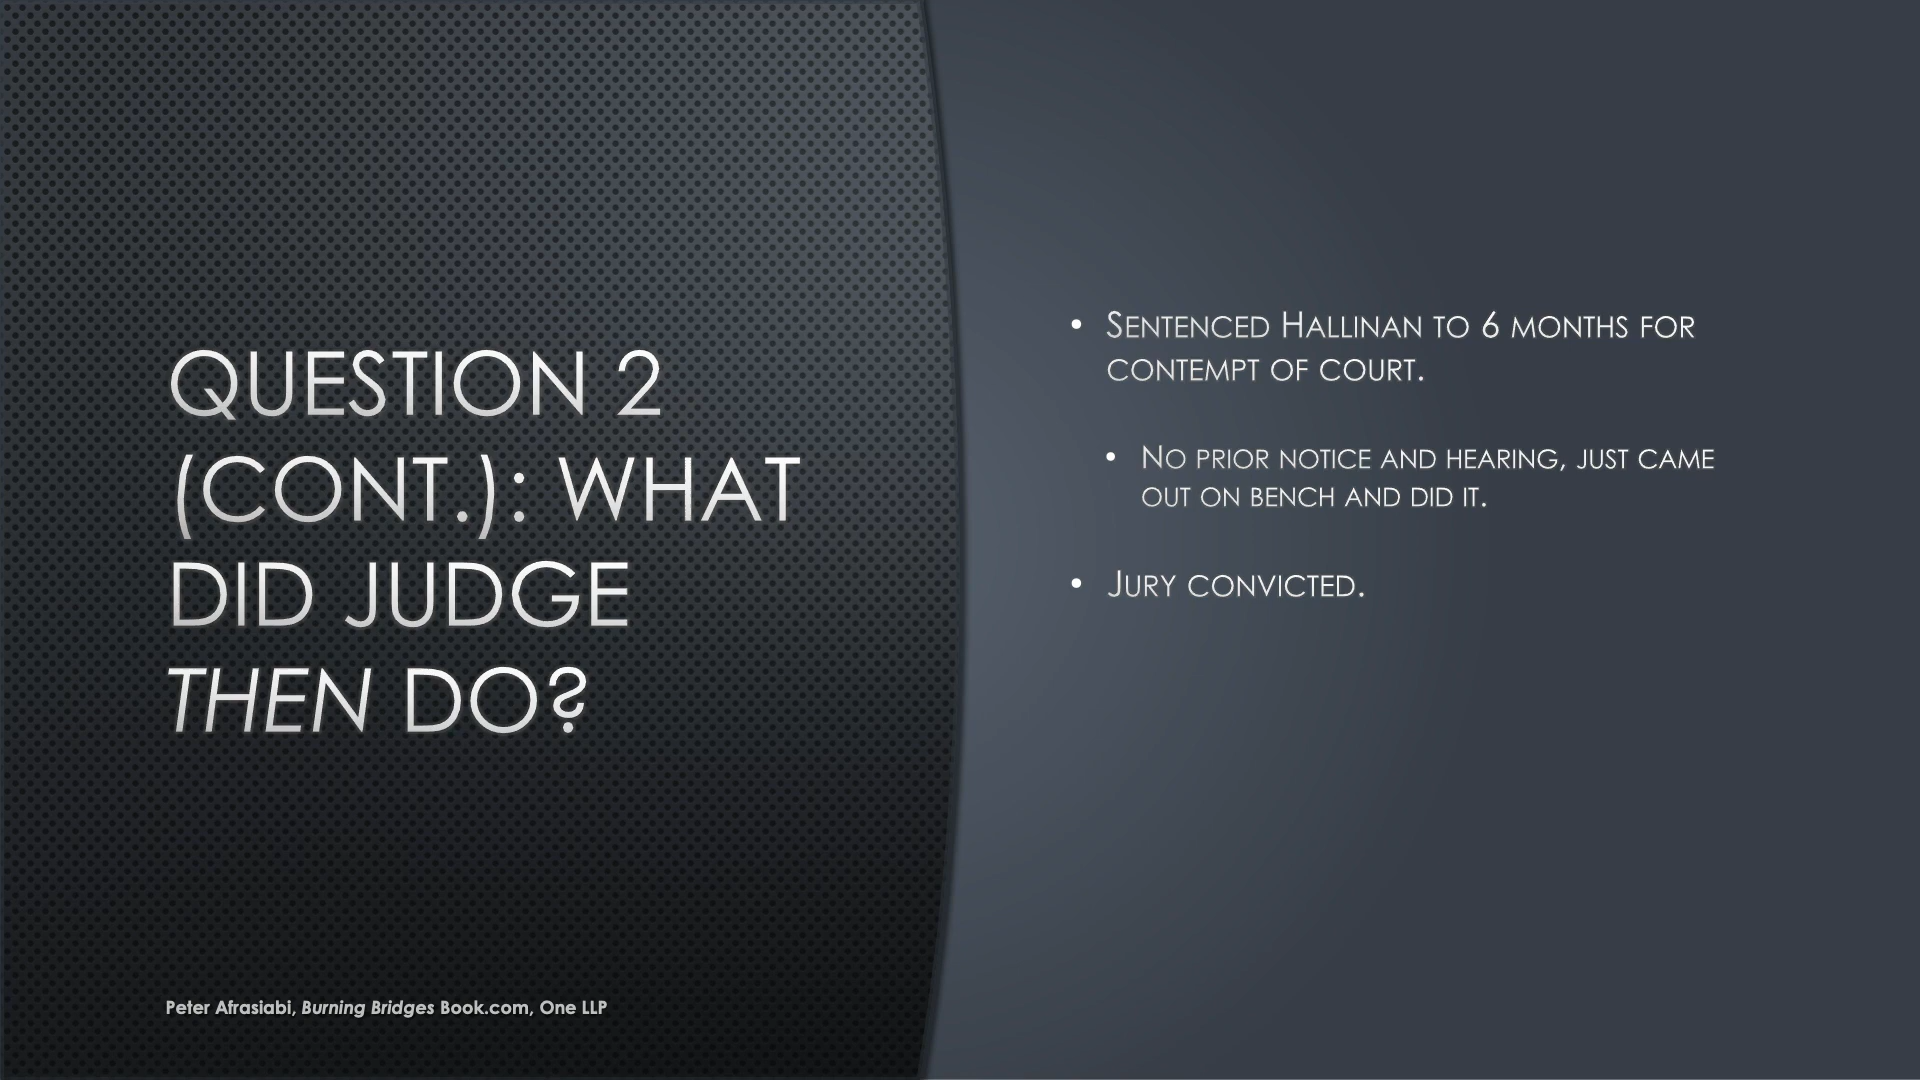 QUESTION 2
(CONT.): WHAT
DID JUDGE
THEN DO?
• SENTENCED HALLINAN TO 6 MONTHS FOR
CONTEMPT OF COURT.
• NO PRIOR NOTICE AND HEARING, JUST CAME
OUT ON BENCH AND DID IT.
• JURY CONVICTED.
Peter Afrasiabi, Burning Bridges Book.com, One LLP